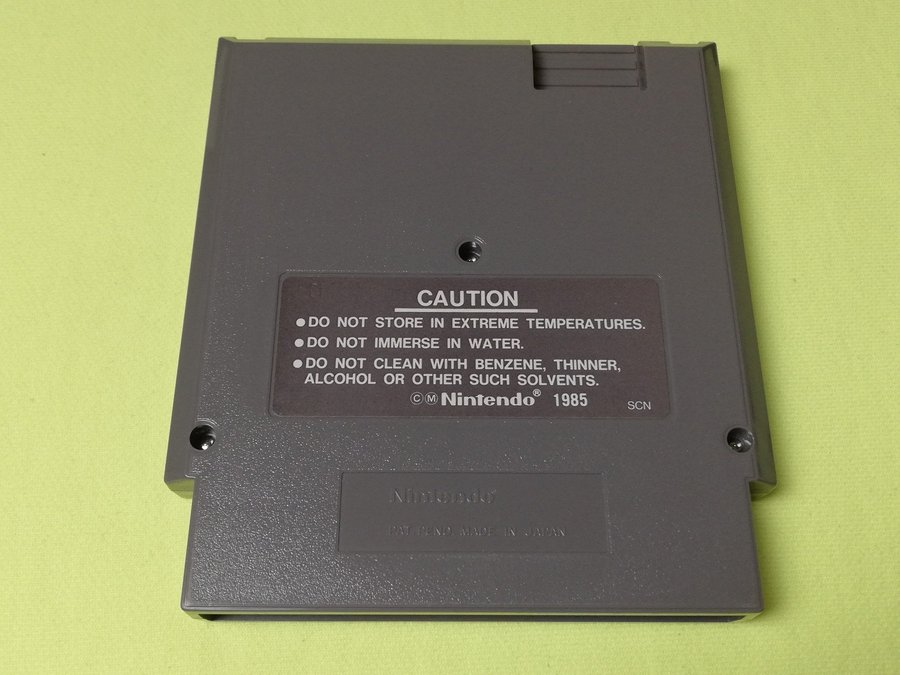 CAUTION
●DO NOT STORE IN EXTREME TEMPERATURES.
●DO NOT IMMERSE IN WATER.
●DO NOT CLEAN WITH BENZENE, THINNER,
ALCOHOL OR OTHER SUCH SOLVENTS.
©Ⓜ Nintendo® 1985
SCN
Nintendo®
PAT. PEND. MADE IN JAPAN